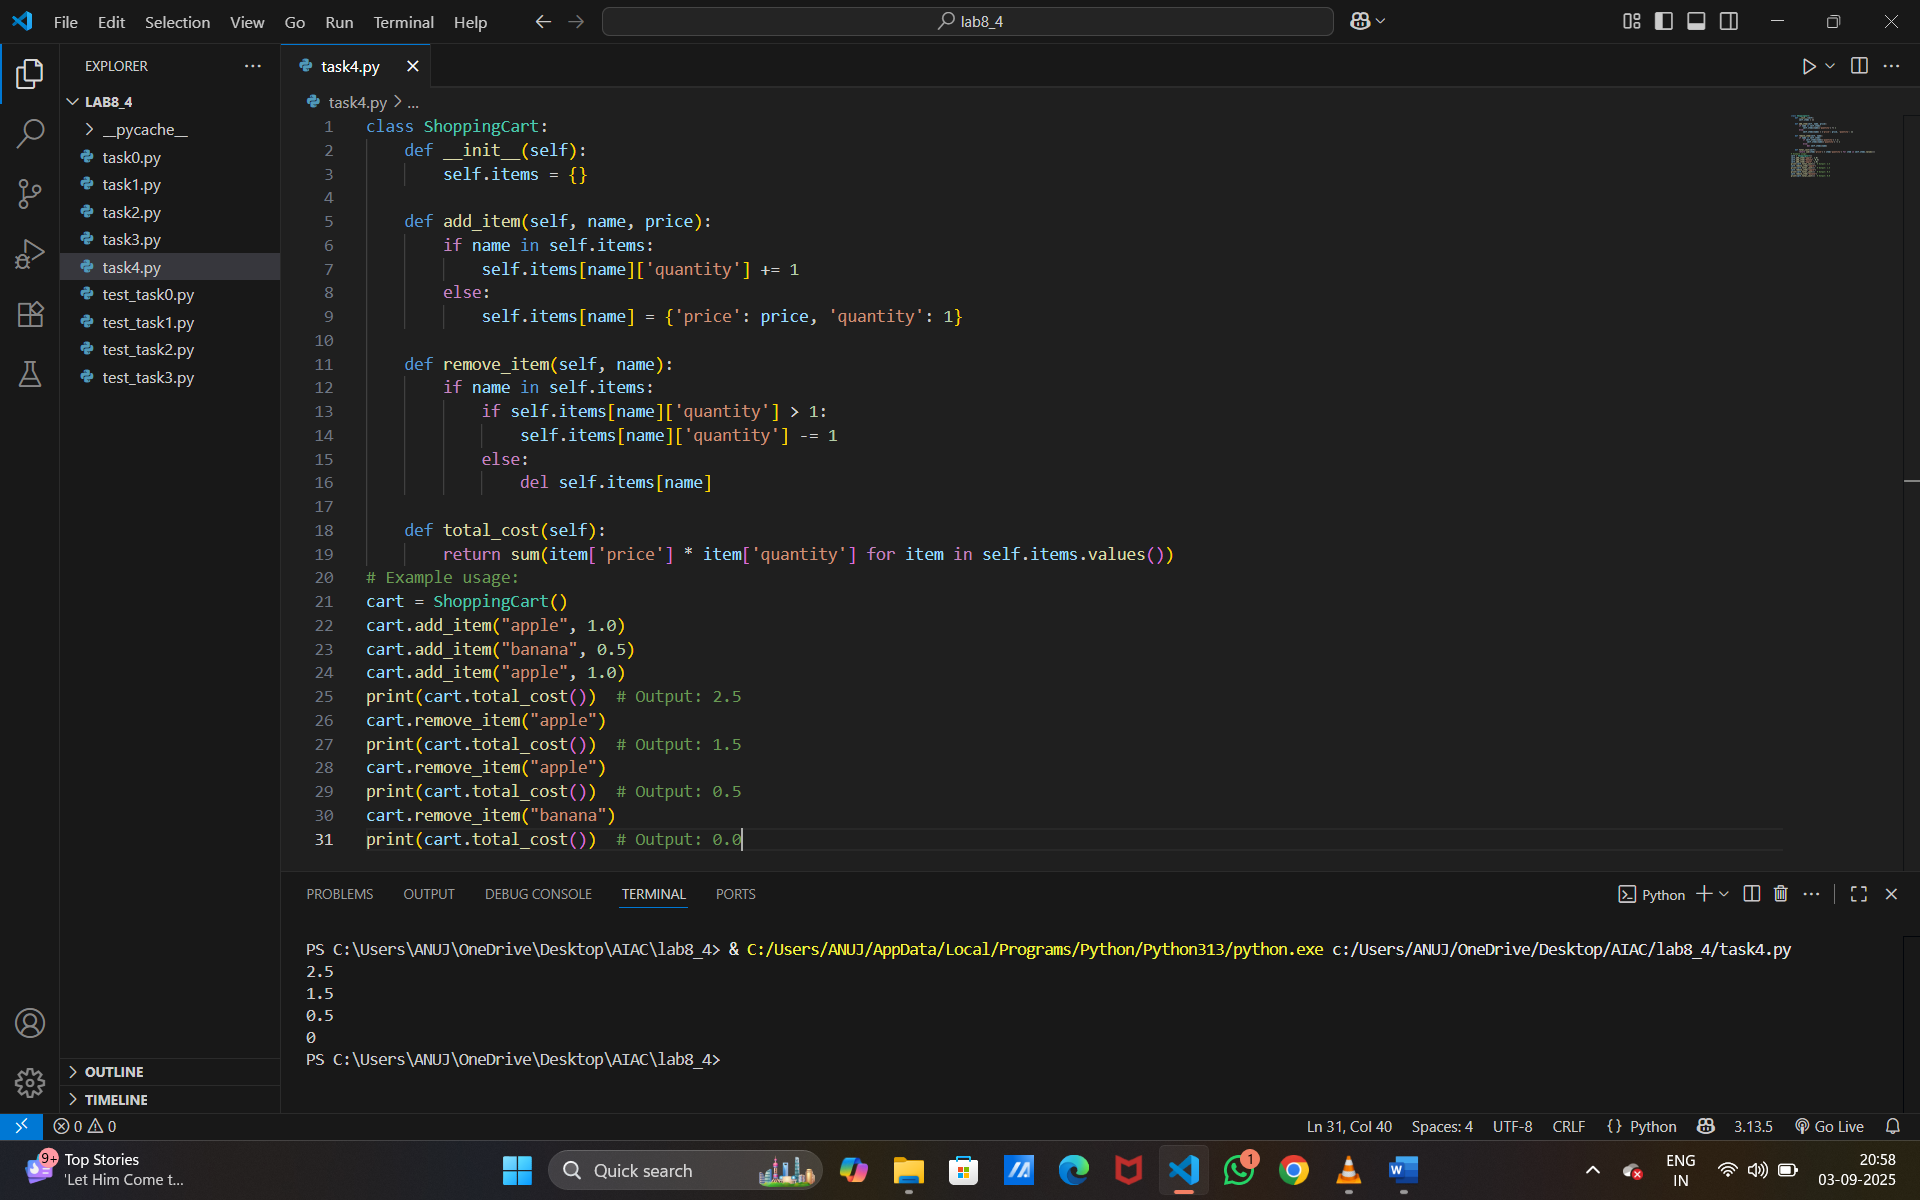 File Edit Selection View Go Run Terminal Help
lab8_4
EXPLORER
LAB8_4
__pycache__
task0.py
task1.py
task2.py
task3.py
task4.py
test_task0.py
test_task1.py
test_task2.py
test_task3.py
OUTLINE
TIMELINE
task4.py
task4.py > ...
1 class ShoppingCart:
2     def __init__(self):
3         self.items = {}
4
5     def add_item(self, name, price):
6         if name in self.items:
7             self.items[name]['quantity'] += 1
8         else:
9             self.items[name] = {'price': price, 'quantity': 1}
10
11     def remove_item(self, name):
12         if name in self.items:
13             if self.items[name]['quantity'] > 1:
14                 self.items[name]['quantity'] -= 1
15             else:
16                 del self.items[name]
17
18     def total_cost(self):
19         return sum(item['price'] * item['quantity'] for item in self.items.values())
20 # Example usage:
21 cart = ShoppingCart()
22 cart.add_item("apple", 1.0)
23 cart.add_item("banana", 0.5)
24 cart.add_item("apple", 1.0)
25 print(cart.total_cost())  # Output: 2.5
26 cart.remove_item("apple")
27 print(cart.total_cost())  # Output: 1.5
28 cart.remove_item("apple")
29 print(cart.total_cost())  # Output: 0.5
30 cart.remove_item("banana")
31 print(cart.total_cost())  # Output: 0.0
PROBLEMS OUTPUT DEBUG CONSOLE TERMINAL PORTS
Python
PS C:\Users\ANUJ\OneDrive\Desktop\AIAC\lab8_4> & C:/Users/ANUJ/AppData/Local/Programs/Python/Python313/python.exe c:/Users/ANUJ/OneDrive/Desktop/AIAC/lab8_4/task4.py
2.5
1.5
0.5
0
PS C:\Users\ANUJ\OneDrive\Desktop\AIAC\lab8_4>
0 0
Ln 31, Col 40 Spaces: 4 UTF-8 CRLF {} Python 3.13.5 Go Live
9+
Top Stories
'Let Him Come t...
Quick search
1
ENG
IN
20:58
03-09-2025